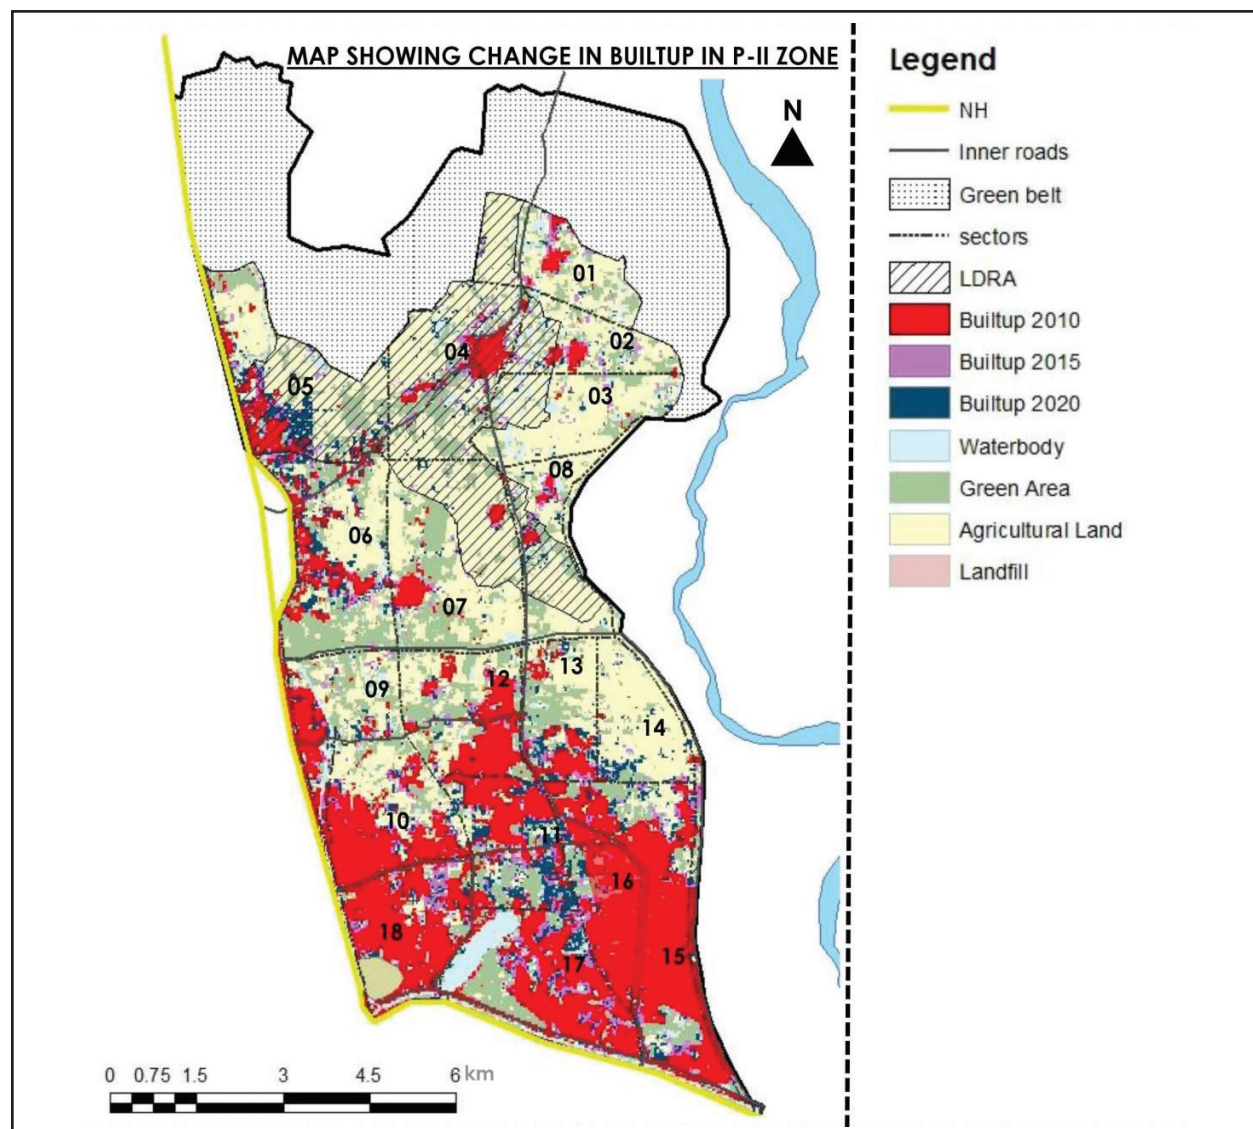 MAP SHOWING CHANGE IN BUILTUP IN P-II ZONE
N
01
02
03
04
05
06
07
08
09
10
11
12
13
14
15
16
17
18
0 0.75 1.5 3 4.5 6 km
Legend
NH
Inner roads
Green belt
sectors
LDRA
Builtup 2010
Builtup 2015
Builtup 2020
Waterbody
Green Area
Agricultural Land
Landfill